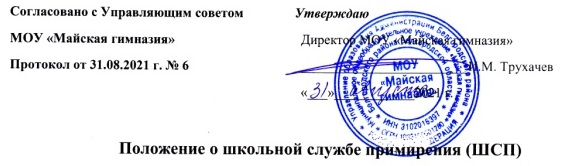 Согласовано с Управляющим советом Утверждаю
МОУ «Майская гимназия» Директор МОУ «Майская гимназия»
Протокол от 31.08.2021 г. № 6 М. Трухачев
«31»
МОУ
«Майская
гимназия»
ИНН 3102016397
Положение о школьной службе примирения (ШСП)